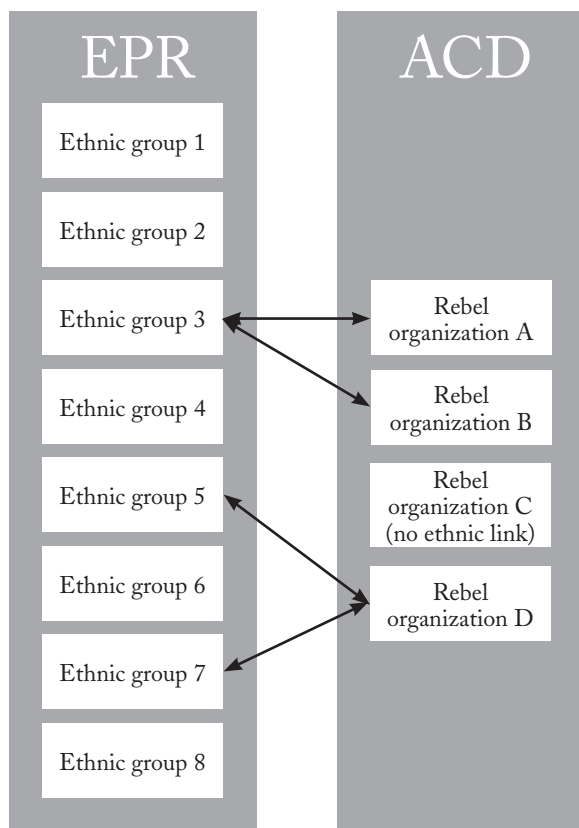 EPR
Ethnic group 1
Ethnic group 2
Ethnic group 3
Ethnic group 4
Ethnic group 5
Ethnic group 6
Ethnic group 7
Ethnic group 8
ACD
Rebel
organization A
Rebel
organization B
Rebel
organization C
(no ethnic link)
Rebel
organization D